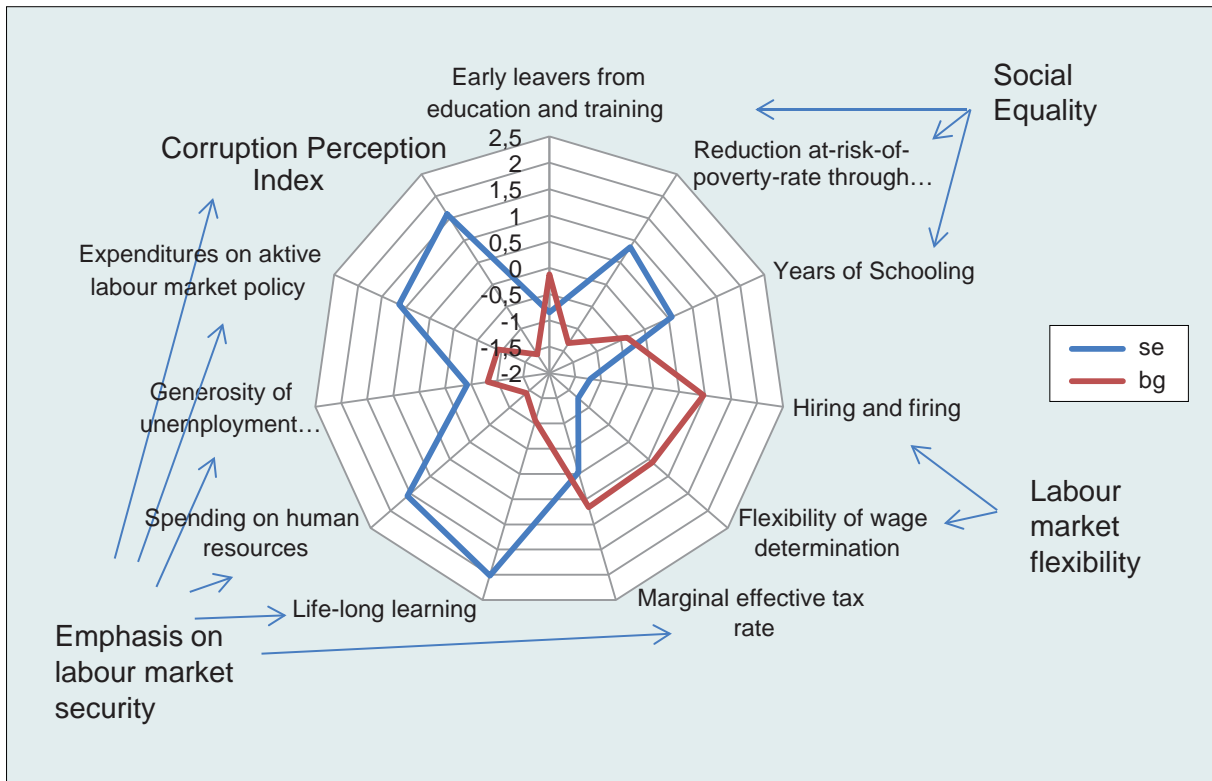 Early leavers from
education and training
Social
Equality
Corruption Perception
Index
Reduction at-risk-of-
poverty-rate through…
2,5
2
1,5
1
0,5
0
-0,5
-1
-1,5
-2
Expenditures on aktive
labour market policy
Years of Schooling
se
bg
Generosity of
unemployment…
Hiring and firing
Spending on human
resources
Flexibility of wage
determination
Labour
market
flexibility
Life-long learning
Marginal effective tax
rate
Emphasis on
labour market
security